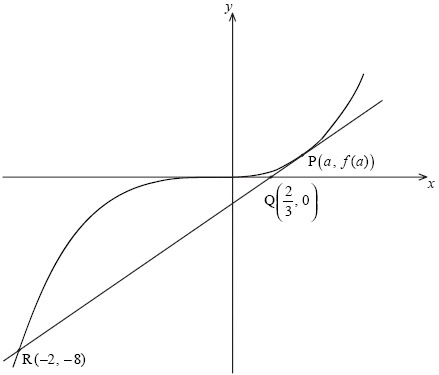 y
P(a, f(a))
x
Q(2/3, 0)
R(−2, −8)